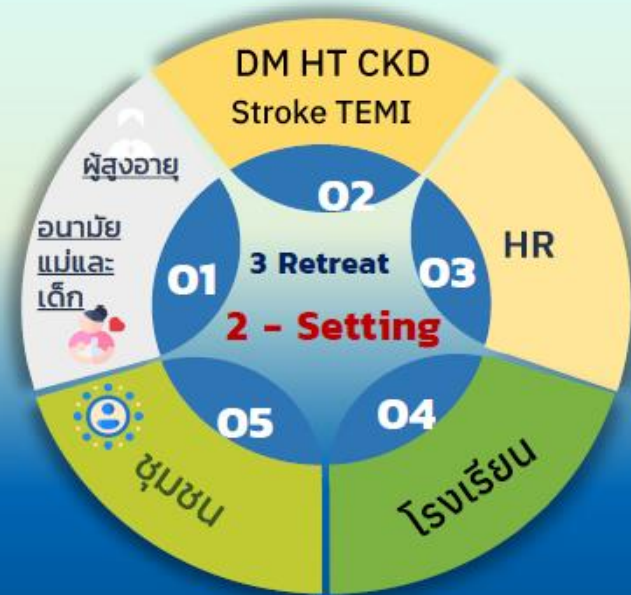 DM HT CKD
Stroke TEMI
02
ผู้สูงอายุ
อนามัย
แม่และ
เด็ก
01
3 Retreat
2 - Setting
03
HR
05
04
ชุมชน
โรงเรียน